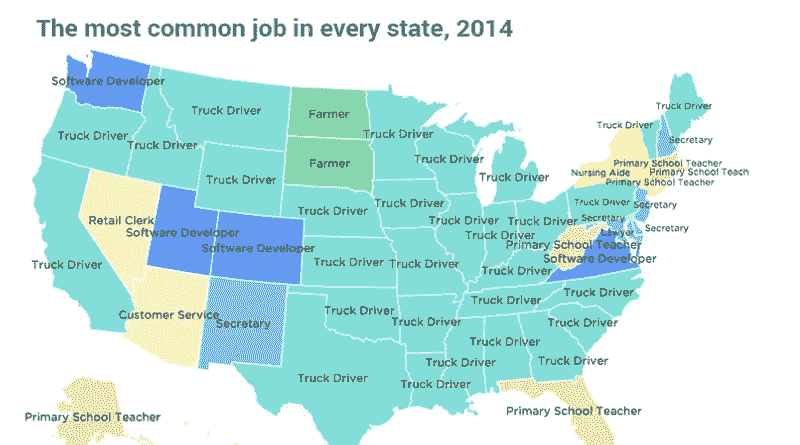 The most common job in every state, 2014
Software Developer
Truck Driver
Farmer
Truck Driver
Truck Driver
Truck Driver
Truck Driver
Truck Driver
Secretary
Truck Driver
Farmer
Truck Driver
Primary School Teacher
Nursing Aide
Primary School Teach
Primary School Teacher
Truck Driver
Truck Driver
Truck Driver
Truck Driver
Truck Driver
Secretary
Retail Clerk
Truck Driver
Truck Driver
Secretary
Software Developer
Truck Driver
Lawyer
Secretary
Software Developer
Primary School Teacher
Truck Driver
Truck Driver
Truck Driver
Truck Driver
Software Developer
Truck Driver
Truck Driver
Customer Service
Secretary
Truck Driver
Truck Driver
Truck Driver
Truck Driver
Truck Driver
Truck Driver
Truck Driver
Truck Driver
Truck Driver
Primary School Teacher
Primary School Teacher